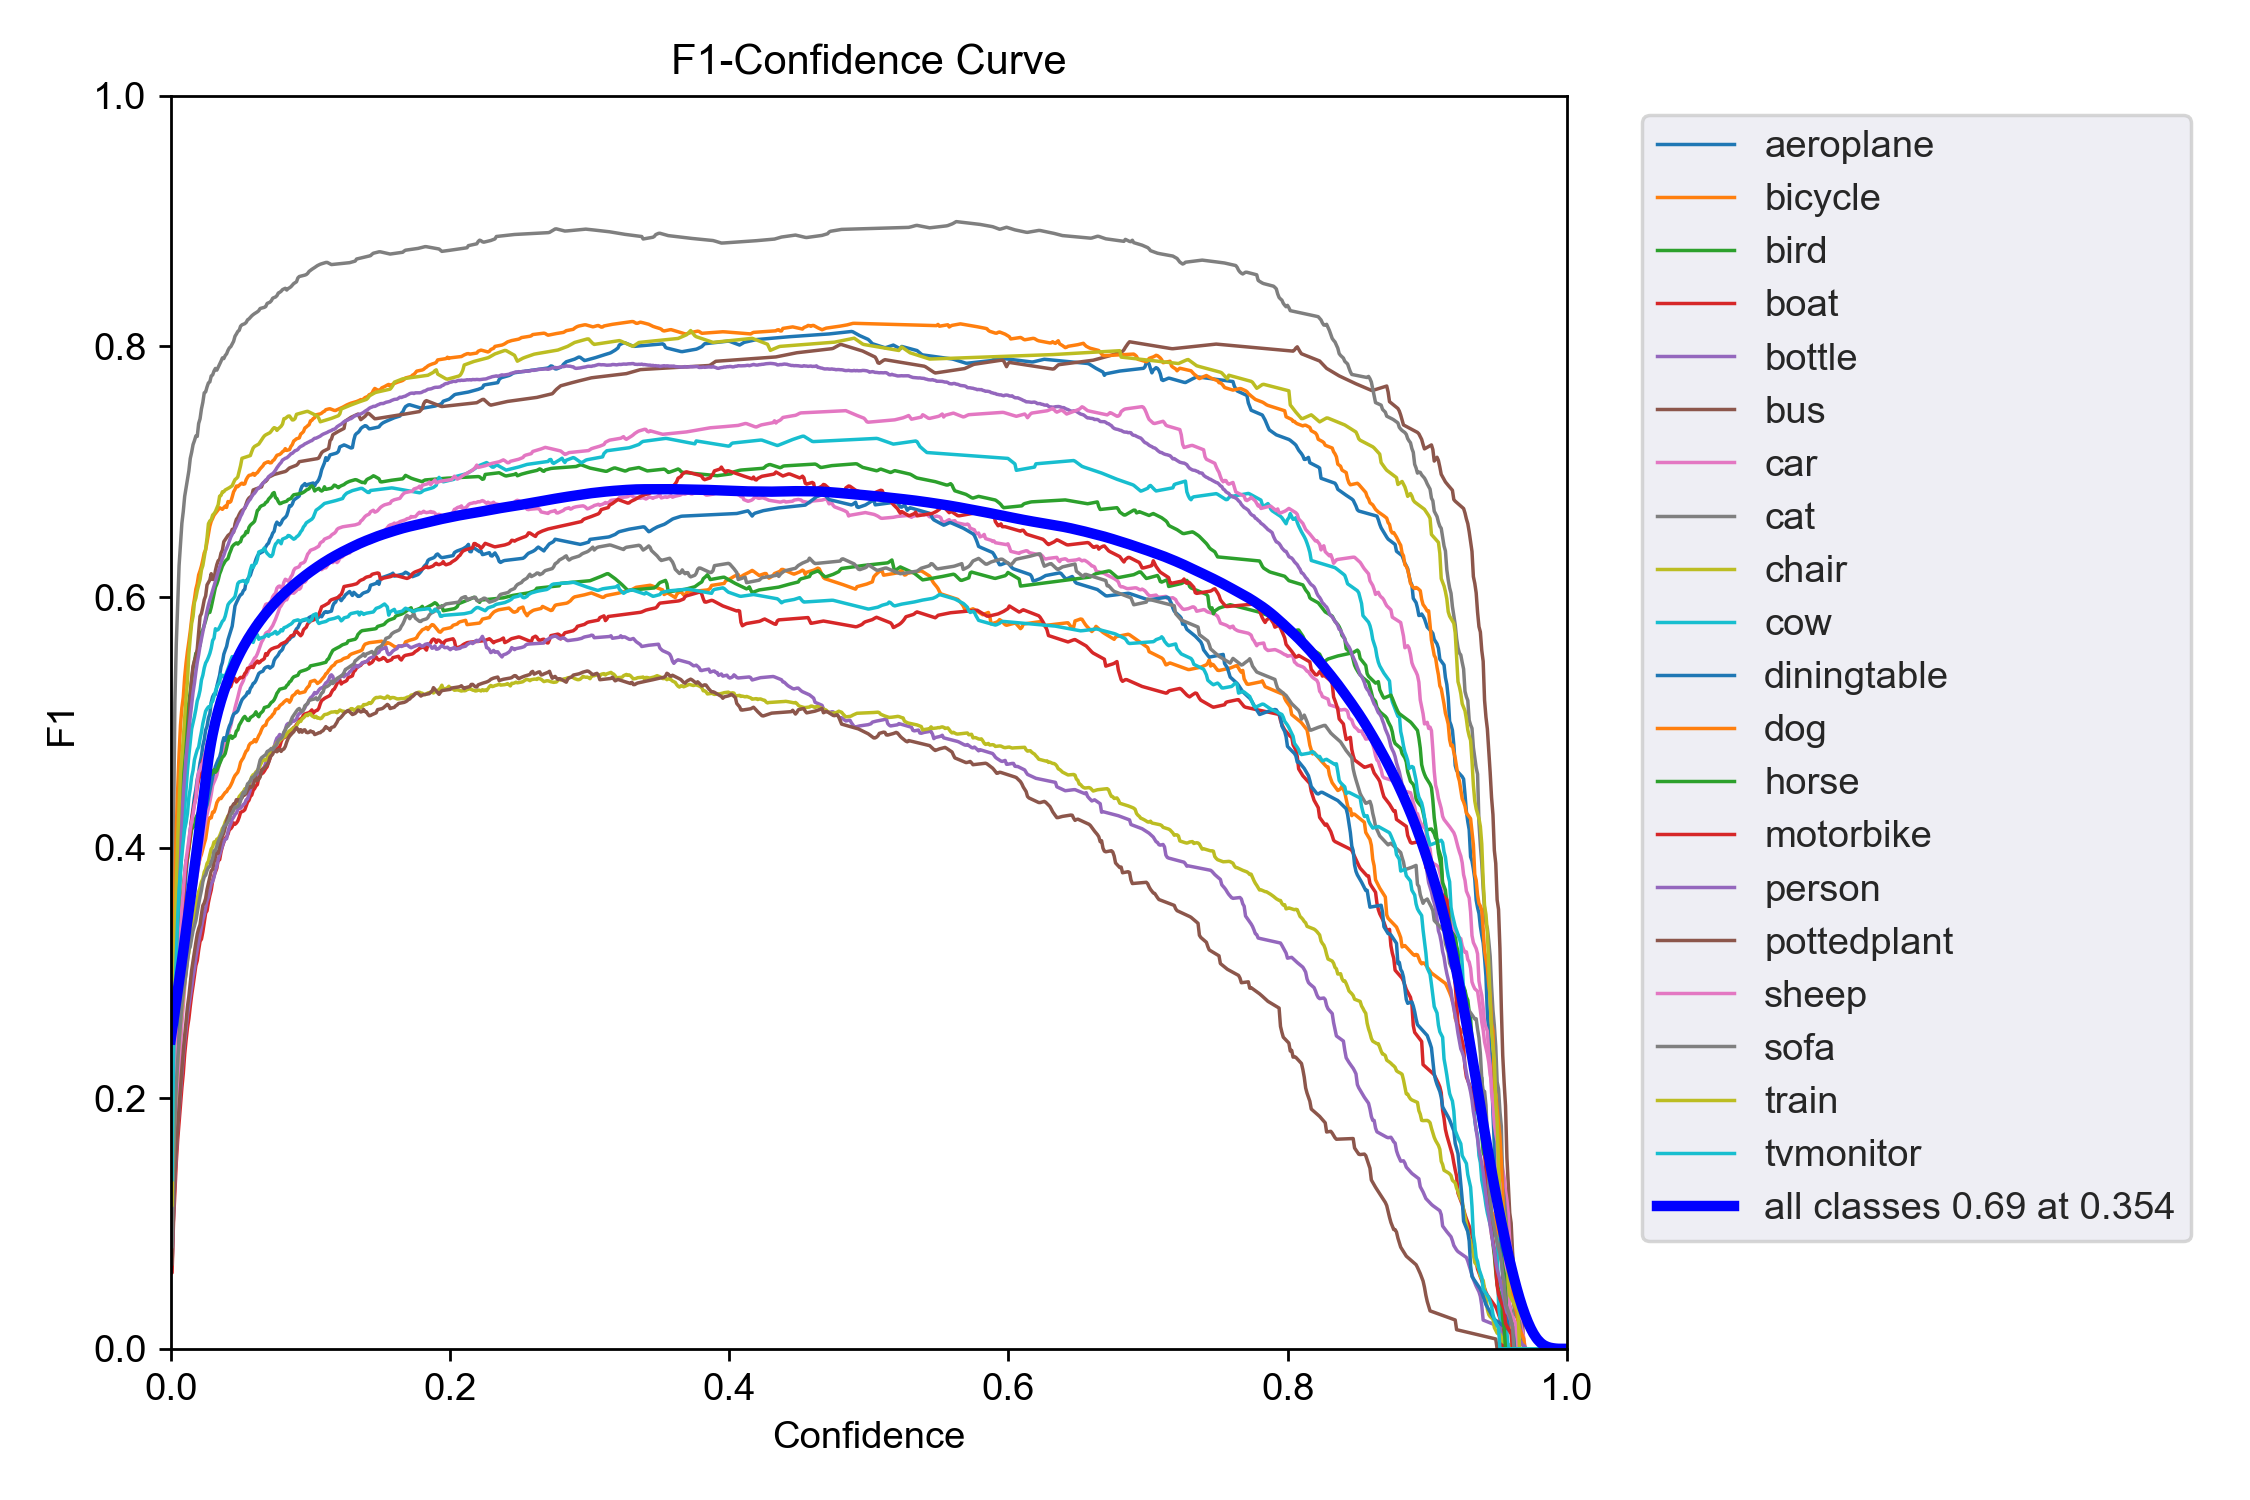 F1-Confidence Curve
1.0
0.8
0.6
0.4
0.2
0.0
F1
0.0 0.2 0.4 0.6 0.8 1.0
Confidence
aeroplane
bicycle
bird
boat
bottle
bus
car
cat
chair
cow
diningtable
dog
horse
motorbike
person
pottedplant
sheep
sofa
train
tvmonitor
all classes 0.69 at 0.354